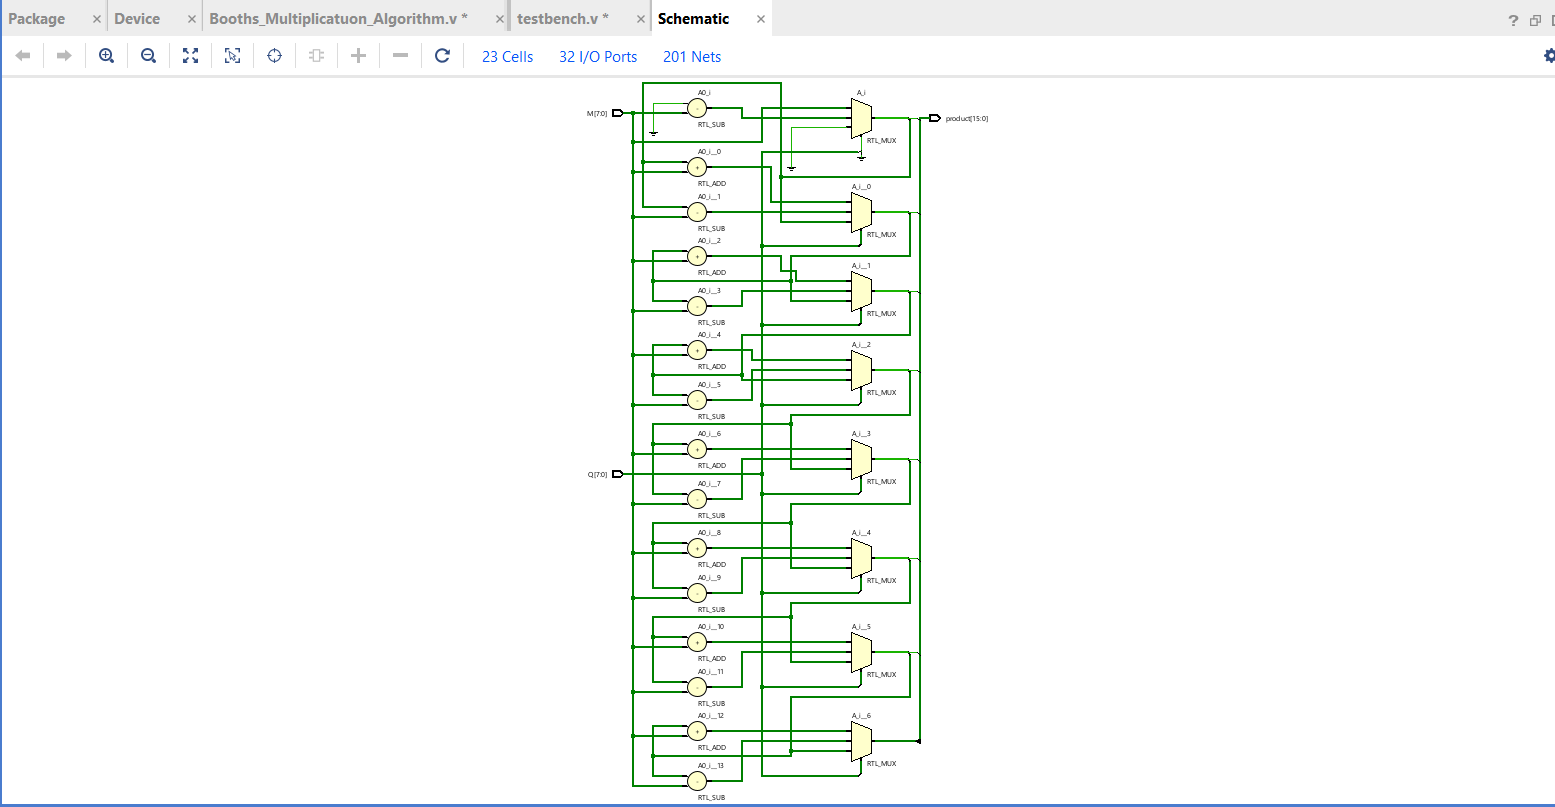 Package × Device × Booths_Multiplicatuon_Algorithm.v * × testbench.v * × Schematic ×
?
23 Cells 32 I/O Ports 201 Nets
A0_i
A_i
M[7:0]
product[15:0]
-
RTL_SUB
RTL_MUX
A0_i__0
+
RTL_ADD
A_i__0
A0_i__1
-
RTL_SUB
RTL_MUX
A0_i__2
+
RTL_ADD
A_i__1
A0_i__3
-
RTL_SUB
RTL_MUX
A0_i__4
+
RTL_ADD
A_i__2
A0_i__5
-
RTL_SUB
RTL_MUX
A0_i__6
+
RTL_ADD
A_i__3
Q[7:0]
A0_i__7
-
RTL_SUB
RTL_MUX
A0_i__8
+
RTL_ADD
A_i__4
A0_i__9
-
RTL_SUB
RTL_MUX
A0_i__10
+
RTL_ADD
A_i__5
A0_i__11
-
RTL_SUB
RTL_MUX
A0_i__12
+
RTL_ADD
A_i__6
A0_i__13
-
RTL_SUB
RTL_MUX